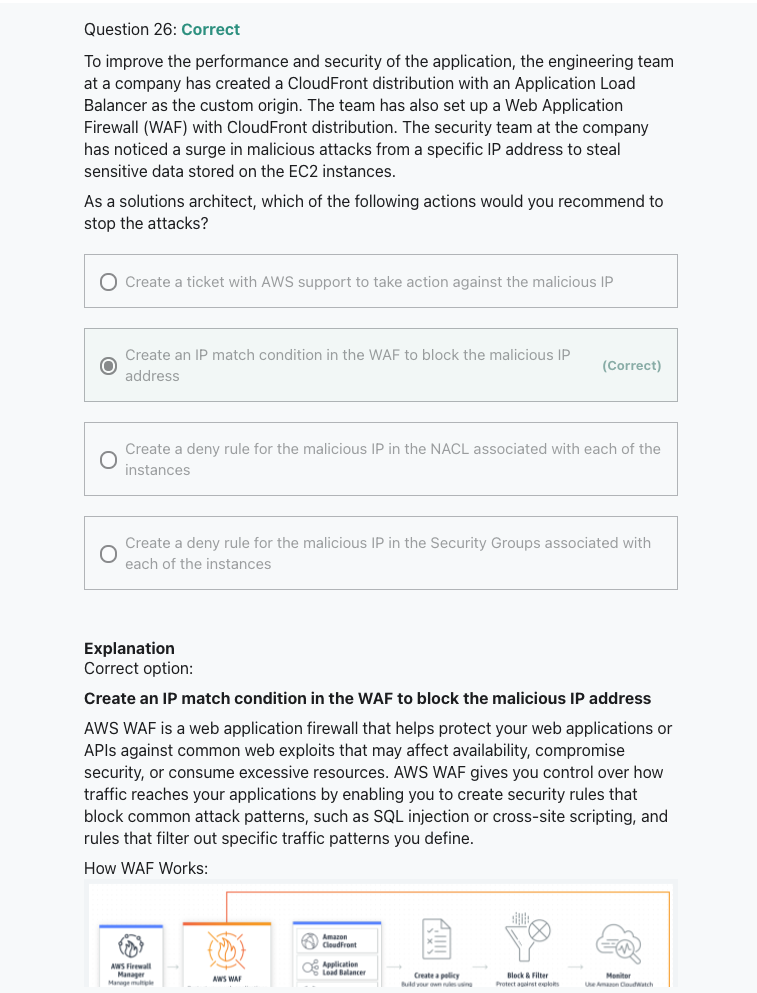 Question 26: Correct
To improve the performance and security of the application, the engineering team
at a company has created a CloudFront distribution with an Application Load
Balancer as the custom origin. The team has also set up a Web Application
Firewall (WAF) with CloudFront distribution. The security team at the company
has noticed a surge in malicious attacks from a specific IP address to steal
sensitive data stored on the EC2 instances.
As a solutions architect, which of the following actions would you recommend to
stop the attacks?
Create a ticket with AWS support to take action against the malicious IP
Create an IP match condition in the WAF to block the malicious IP
address
(Correct)
Create a deny rule for the malicious IP in the NACL associated with each of the
instances
Create a deny rule for the malicious IP in the Security Groups associated with
each of the instances
Explanation
Correct option:
Create an IP match condition in the WAF to block the malicious IP address
AWS WAF is a web application firewall that helps protect your web applications or
APIs against common web exploits that may affect availability, compromise
security, or consume excessive resources. AWS WAF gives you control over how
traffic reaches your applications by enabling you to create security rules that
block common attack patterns, such as SQL injection or cross-site scripting, and
rules that filter out specific traffic patterns you define.
How WAF Works:
AWS Firewall
Manager
Manage multiple
AWS WAF
Amazon
CloudFront
Application
Load Balancer
Create a policy
Build your own rules using
Block & Filter
Protect against exploits
Monitor
Use Amazon CloudWatch